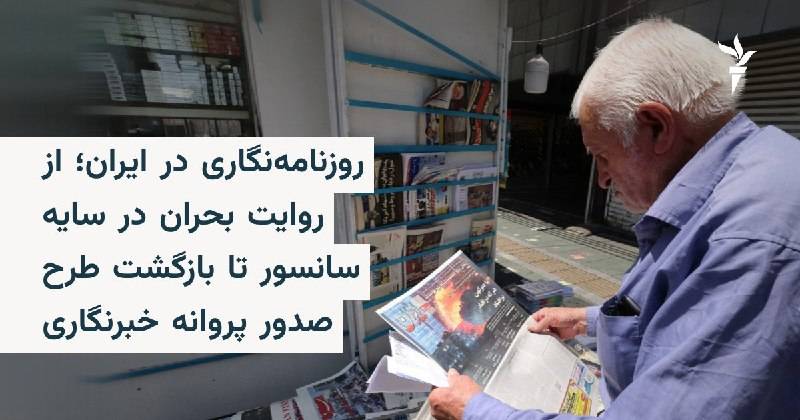 روزنامه‌نگاری در ایران؛ از
روایت بحران در سایه
سانسور تا بازگشت طرح
صدور پروانه خبرنگاری